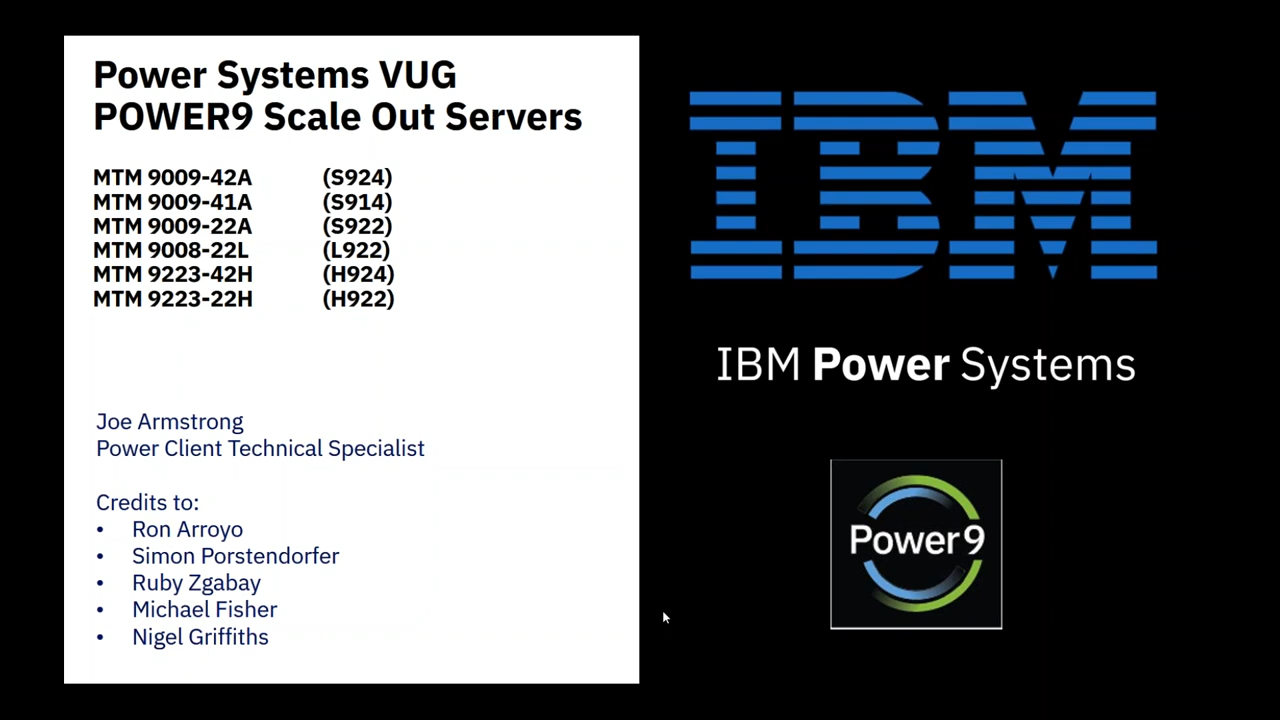 Power Systems VUG
POWER9 Scale Out Servers
MTM 9009-42A (S924)
MTM 9009-41A (S914)
MTM 9009-22A (S922)
MTM 9008-22L (L922)
MTM 9223-42H (H924)
MTM 9223-22H (H922)
Joe Armstrong
Power Client Technical Specialist
Credits to:
• Ron Arroyo
• Simon Porstendorfer
• Ruby Zgabay
• Michael Fisher
• Nigel Griffiths
IBM
IBM Power Systems
Power9